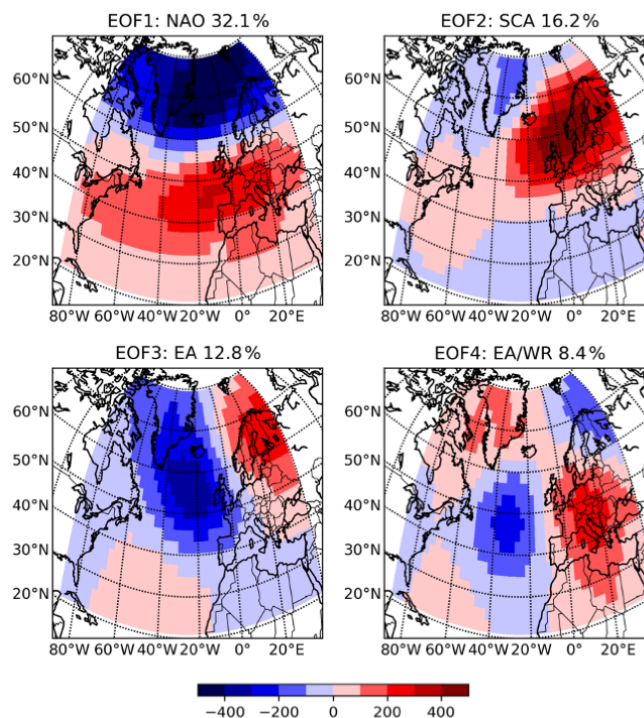 EOF1: NAO 32.1%
EOF2: SCA 16.2%
60°N
50°N
40°N
30°N
20°N
80°W 60°W 40°W 20°W 0° 20°E
60°N
50°N
40°N
30°N
20°N
80°W 60°W 40°W 20°W 0° 20°E
EOF3: EA 12.8%
EOF4: EA/WR 8.4%
60°N
50°N
40°N
30°N
20°N
80°W 60°W 40°W 20°W 0° 20°E
60°N
50°N
40°N
30°N
20°N
80°W 60°W 40°W 20°W 0° 20°E
−400 −200 0 200 400